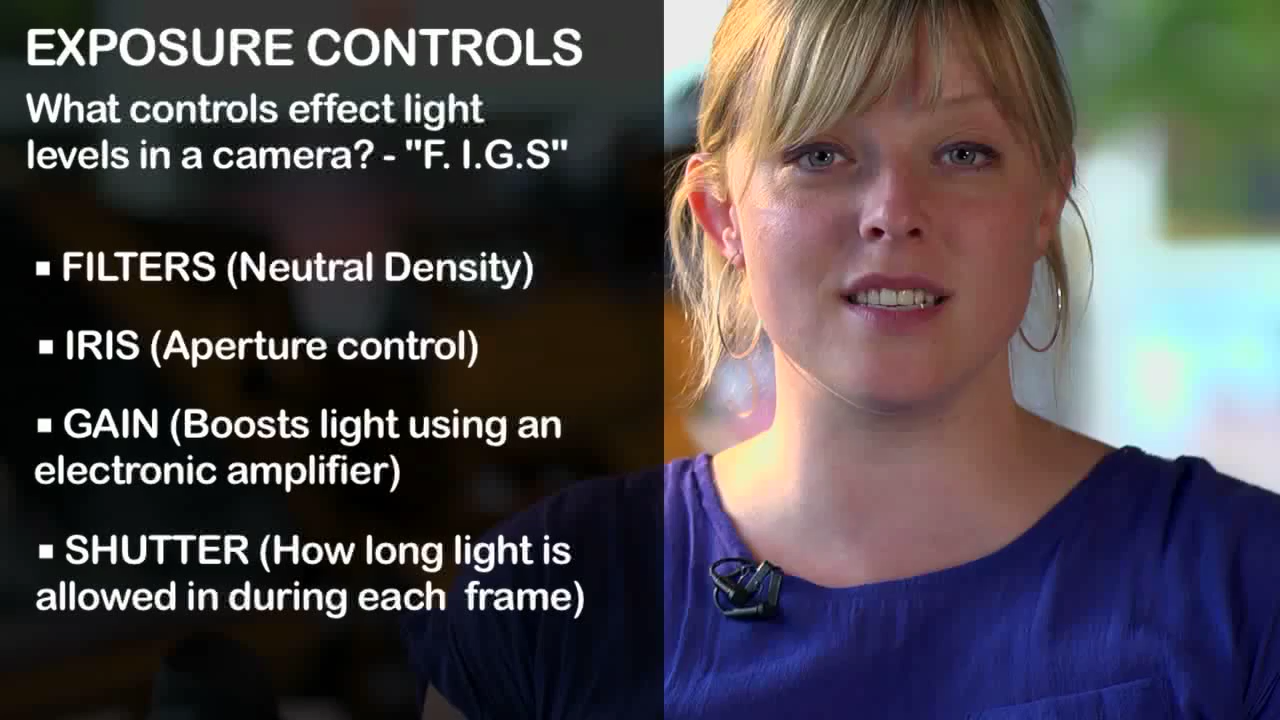 EXPOSURE CONTROLS
What controls effect light
levels in a camera? - "F. I.G.S"
▪ FILTERS (Neutral Density)
▪ IRIS (Aperture control)
▪ GAIN (Boosts light using an
electronic amplifier)
▪ SHUTTER (How long light is
allowed in during each  frame)